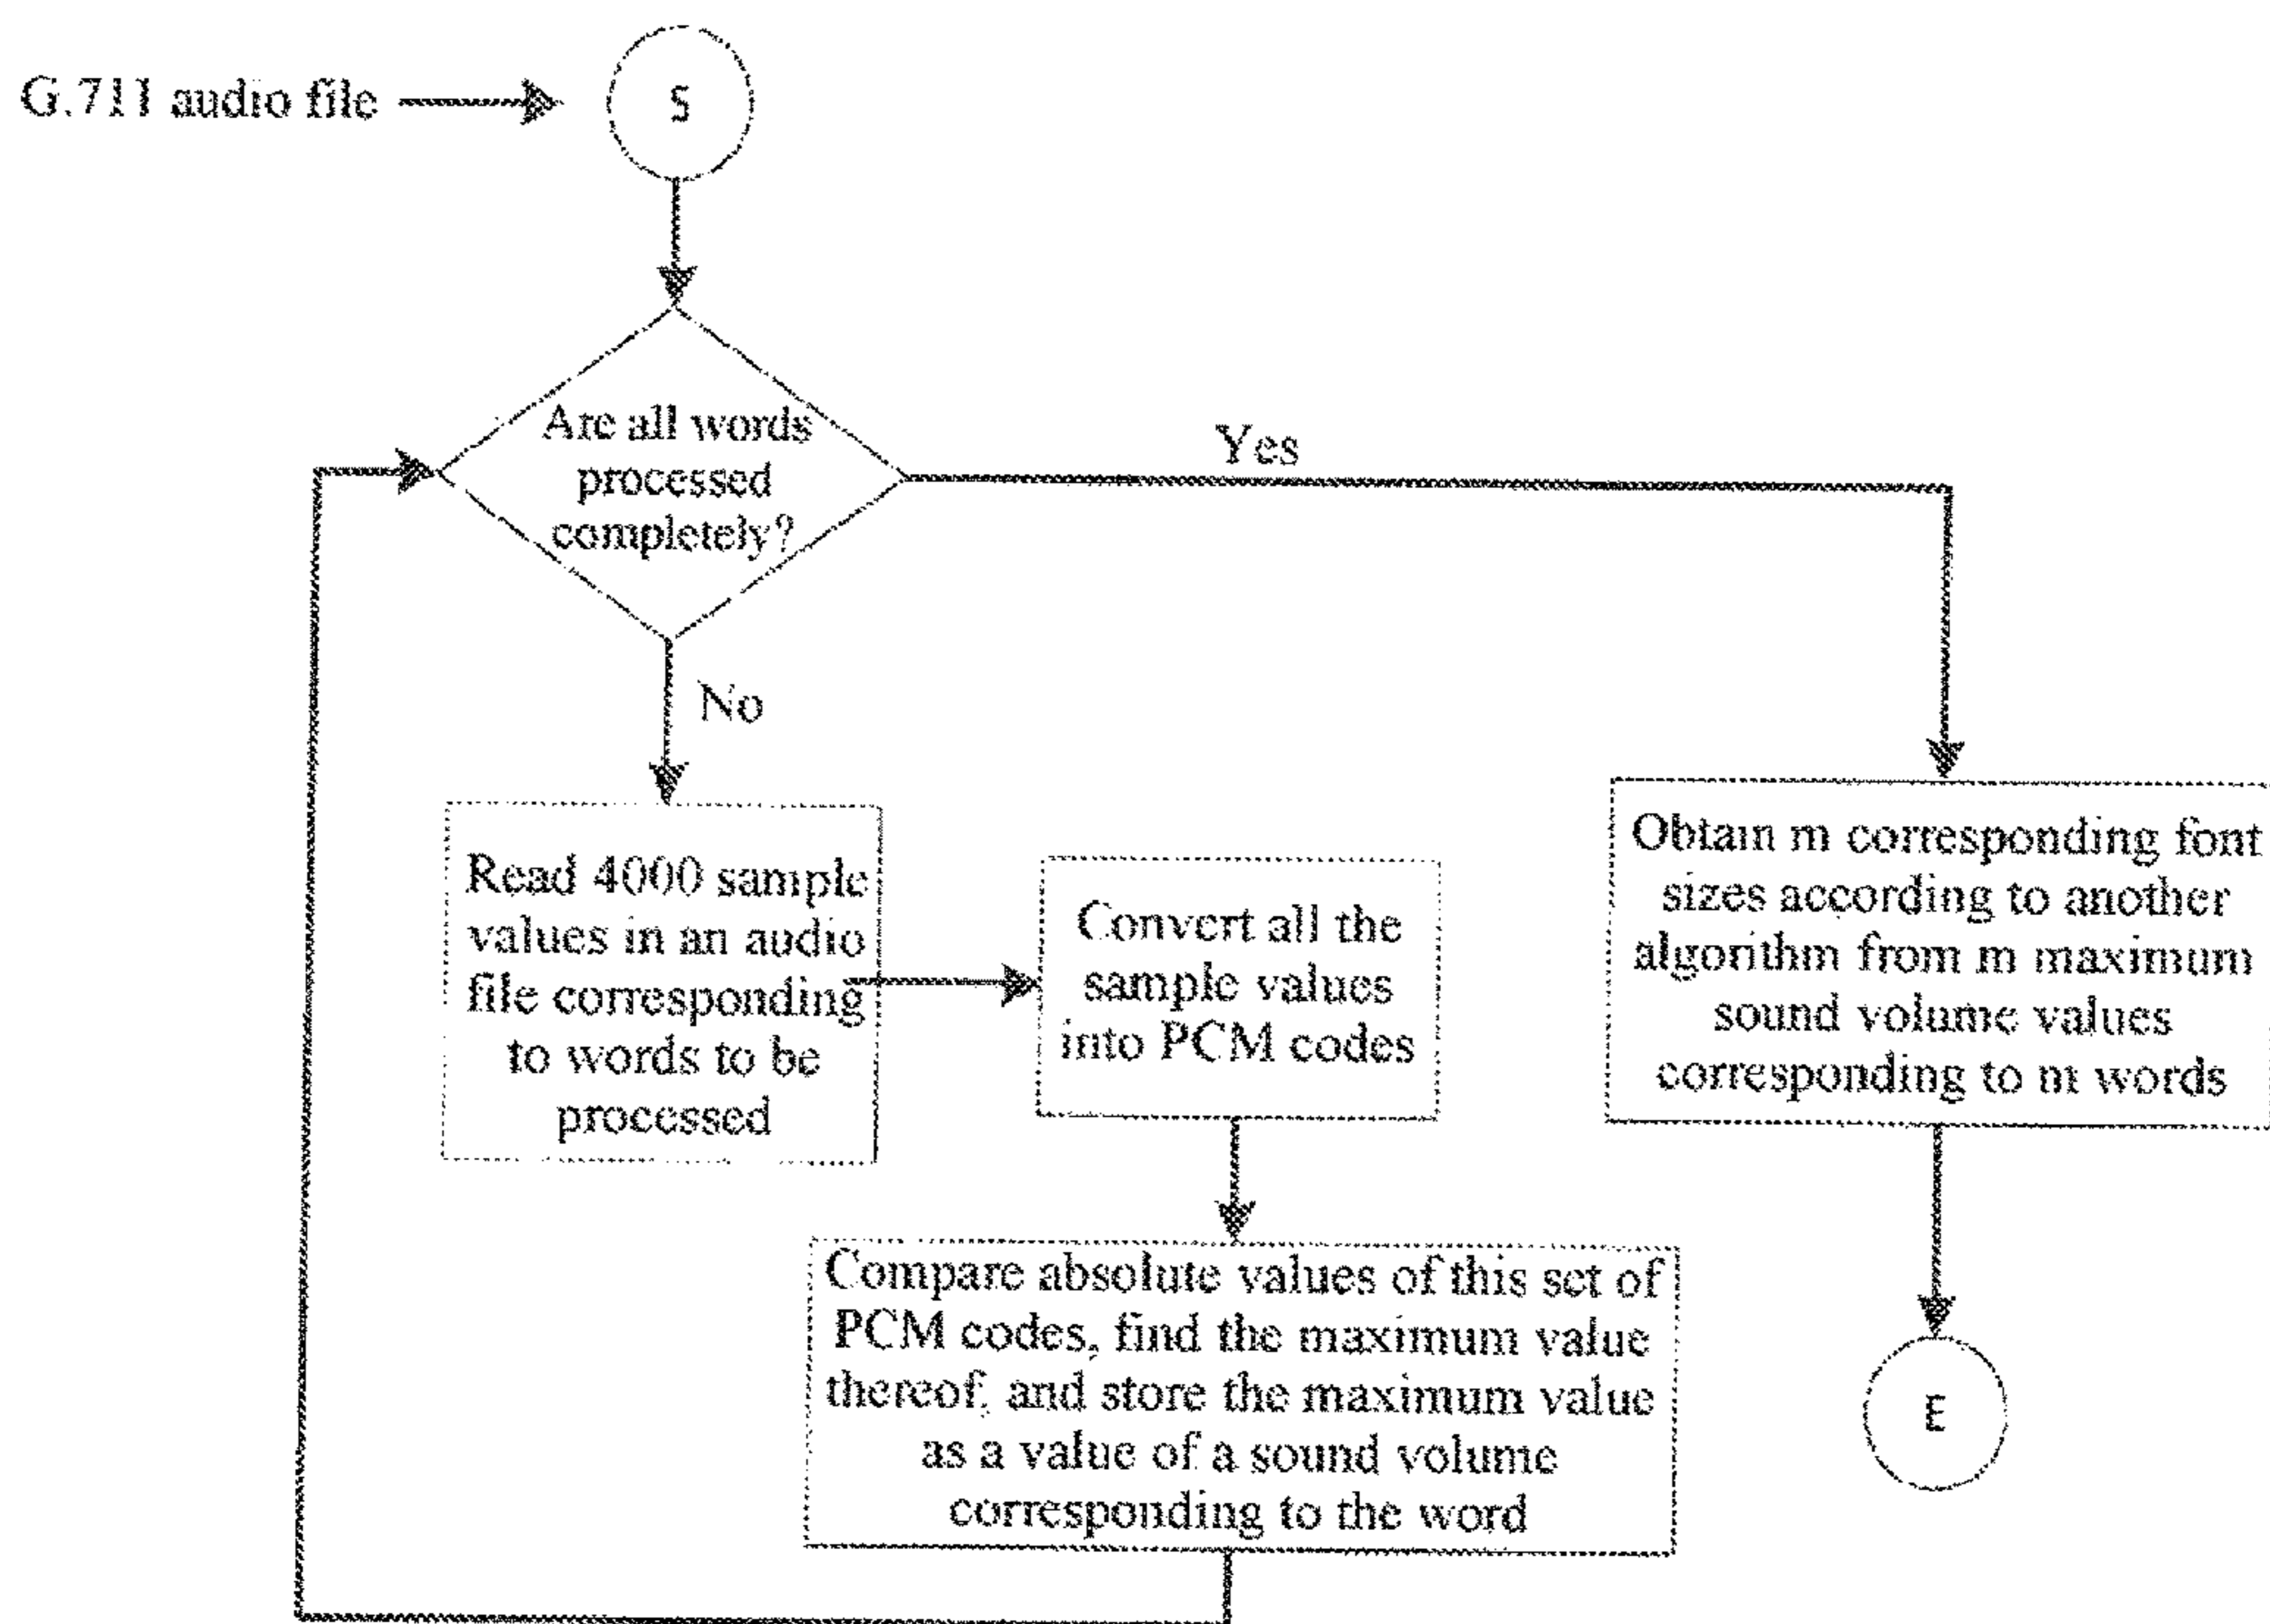 G.711 audio file
S
Are all words
processed
completely?
Yes
No
Read 4000 sample
values in an audio
file corresponding
to words to be
processed
Convert all the
sample values
into PCM codes
Obtain m corresponding font
sizes according to another
algorithm from m maximum
sound volume values
corresponding to m words
Compare absolute values of this set of
PCM codes, find the maximum value
thereof, and store the maximum value
as a value of a sound volume
corresponding to the word
E